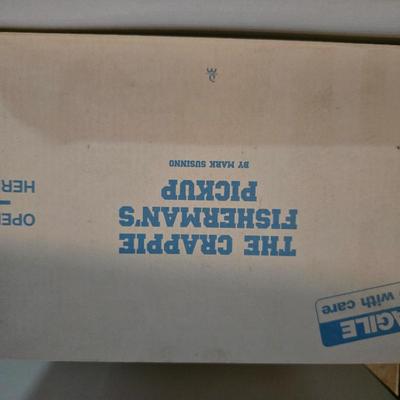 THE CRAPPIE
FISHERMAN'S
PICKUP
BY MARK SUSINNO
OPE
HER
AGILE
with care